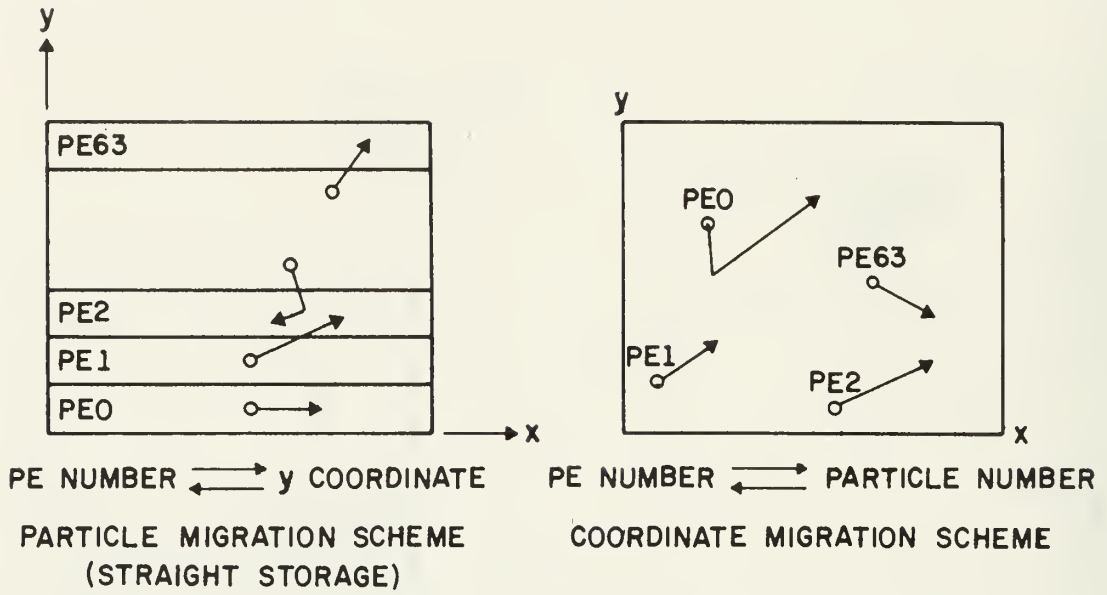 y
PE63
PE2
PE1
PE0
x
PE NUMBER ⇄ y COORDINATE
PARTICLE MIGRATION SCHEME
(STRAIGHT STORAGE)
y
PE0
PE63
PE1
PE2
x
PE NUMBER ⇄ PARTICLE NUMBER
COORDINATE MIGRATION SCHEME